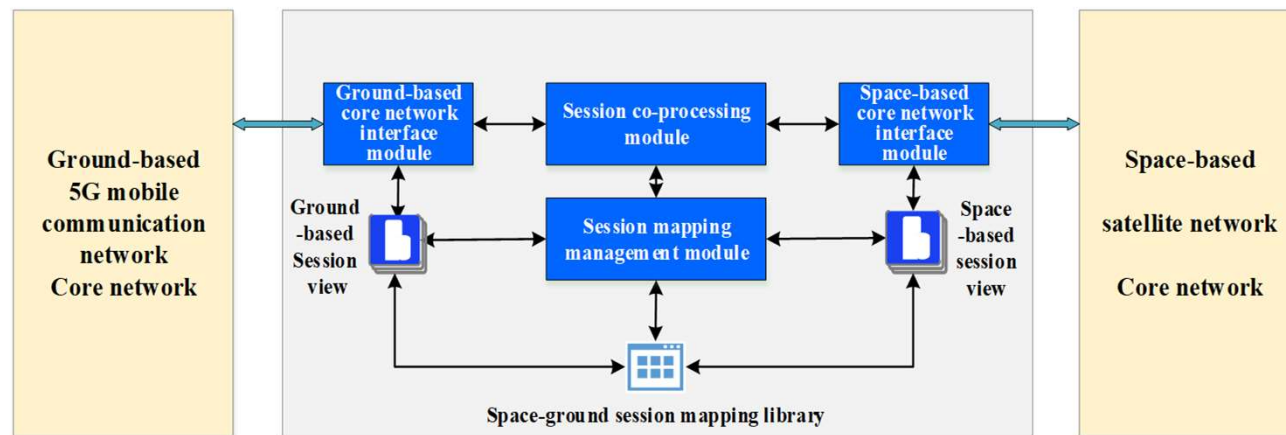 Ground-based
5G mobile
communication
network
Core network
Ground-based
core network
interface
module
Session co-processing
module
Space-based
core network
interface
module
Ground
-based
Session
view
Session mapping
management module
Space
-based
session
view
Space-ground session mapping library
Space-based
satellite network
Core network